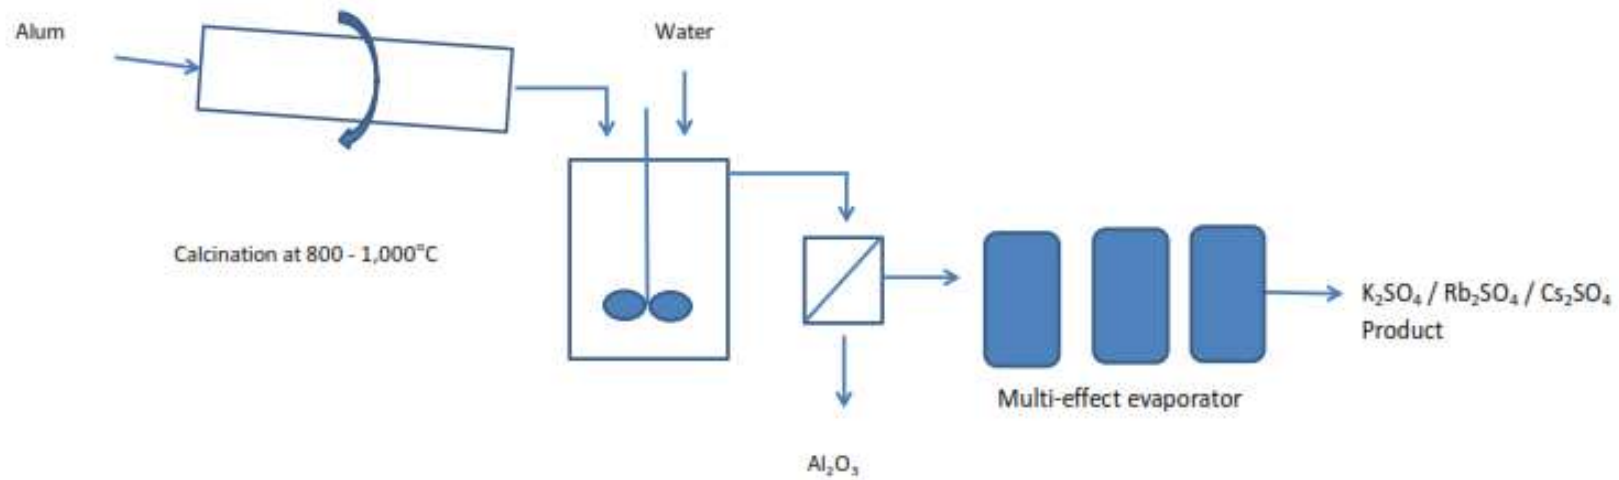 Alum
Water
Calcination at 800 - 1,000°C
K₂SO₄ / Rb₂SO₄ / Cs₂SO₄
Product
Multi-effect evaporator
Al₂O₃